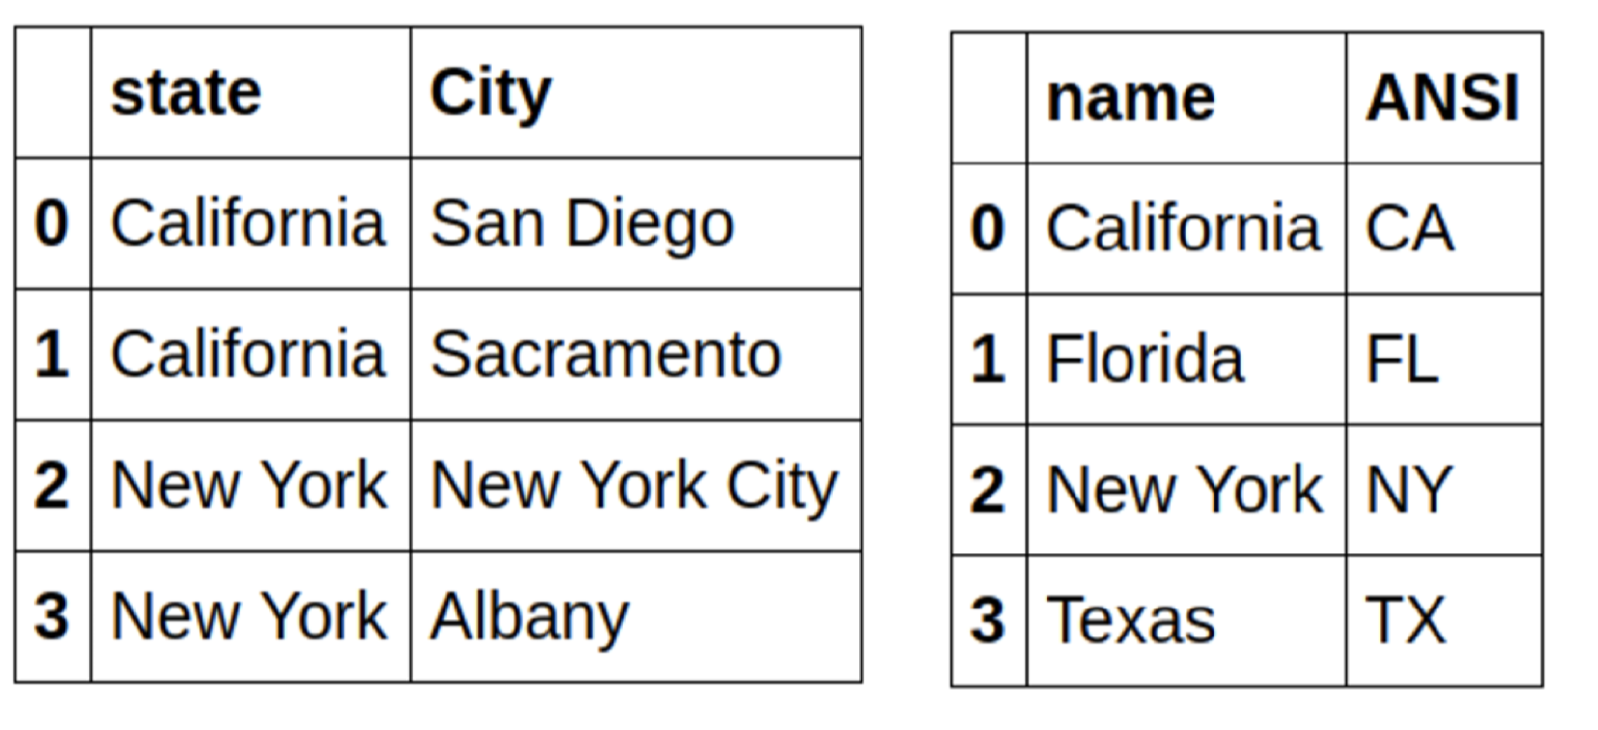 state City
0 California San Diego
1 California Sacramento
2 New York New York City
3 New York Albany
name ANSI
0 California CA
1 Florida FL
2 New York NY
3 Texas TX